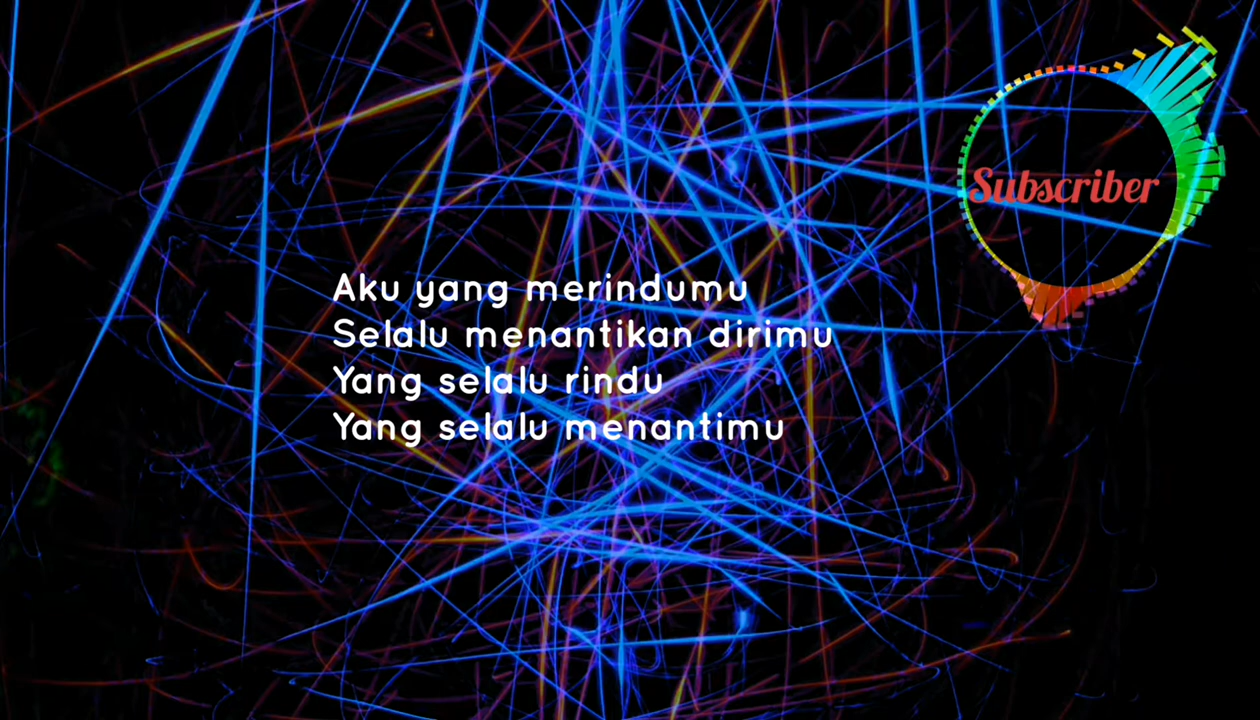 Subscriber
Aku yang merindumu
Selalu menantikan dirimu
Yang selalu rindu
Yang selalu menantimu